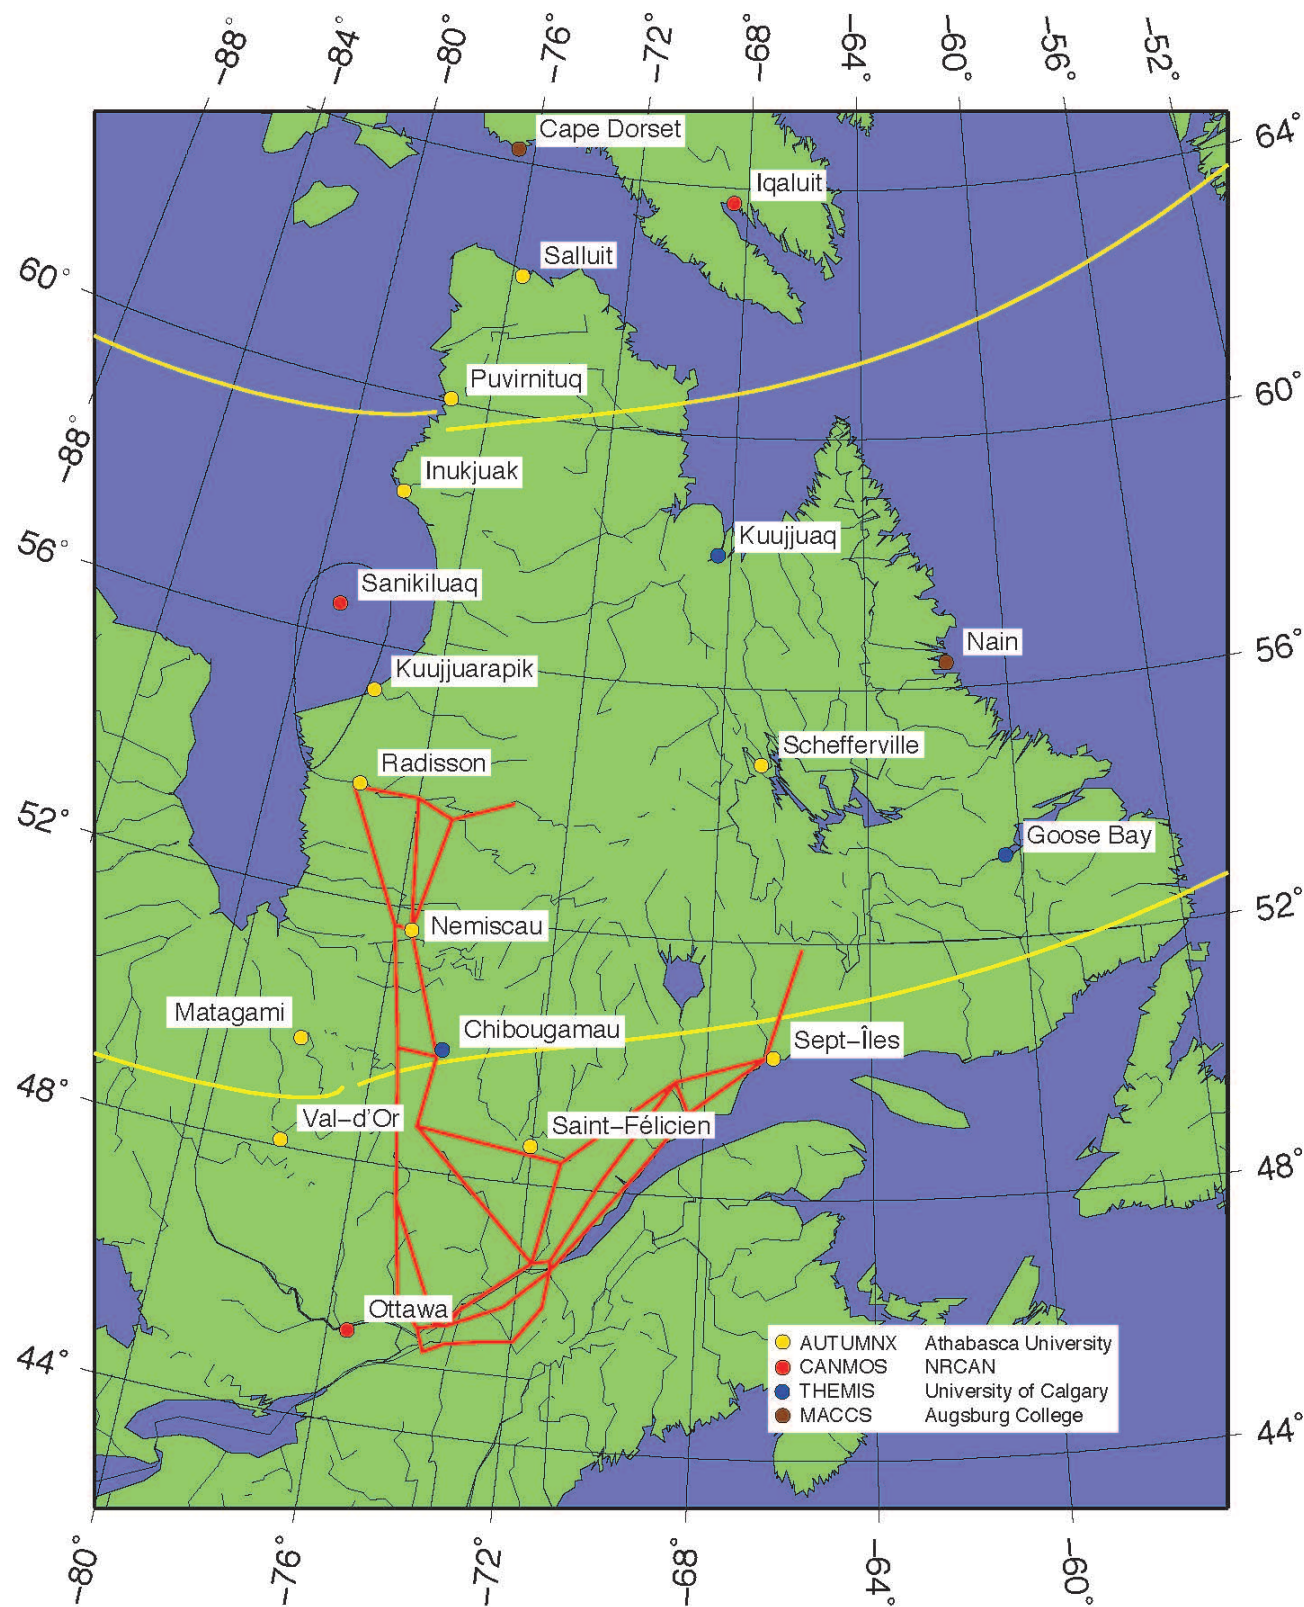 −88° −84° −80° −76° −72° −68° −64° −60° −56° −52°
64°
Cape Dorset
Iqaluit
Salluit
60°
Puvirnituq
60°
−88°
Inukjuak
Kuujjuaq
56°
Sanikiluaq
Nain
56°
Kuujjuarapik
Schefferville
Radisson
52°
Goose Bay
52°
Nemiscau
Matagami
Chibougamau
Sept−Îles
48°
Val−d'Or
Saint−Félicien
48°
Ottawa
44°
AUTUMNX Athabasca University
CANMOS NRCAN
THEMIS University of Calgary
MACCS Augsburg College
44°
−80° −76° −72° −68° −64° −60°